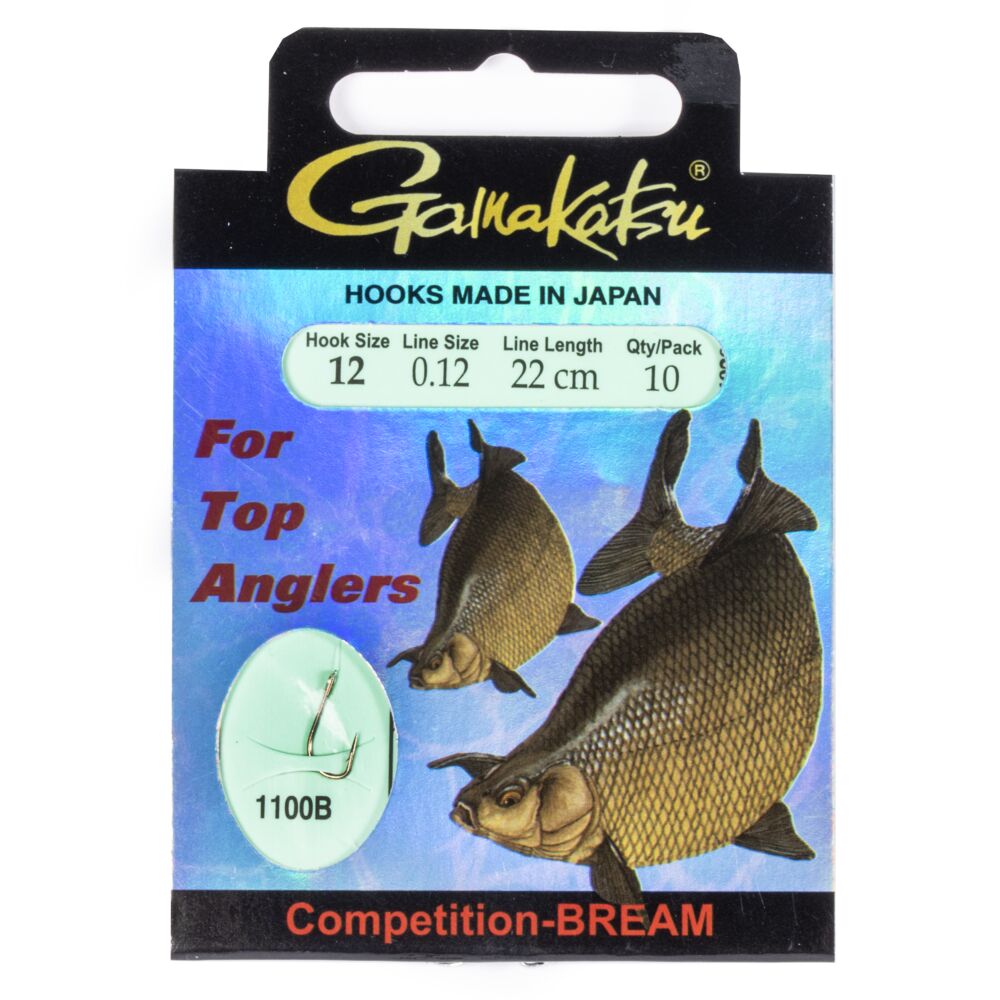 Gamakatsu ®
HOOKS MADE IN JAPAN
Hook Size Line Size Line Length Qty/Pack
12 0.12 22 cm 10
For
Top
Anglers
1100B
Competition-BREAM